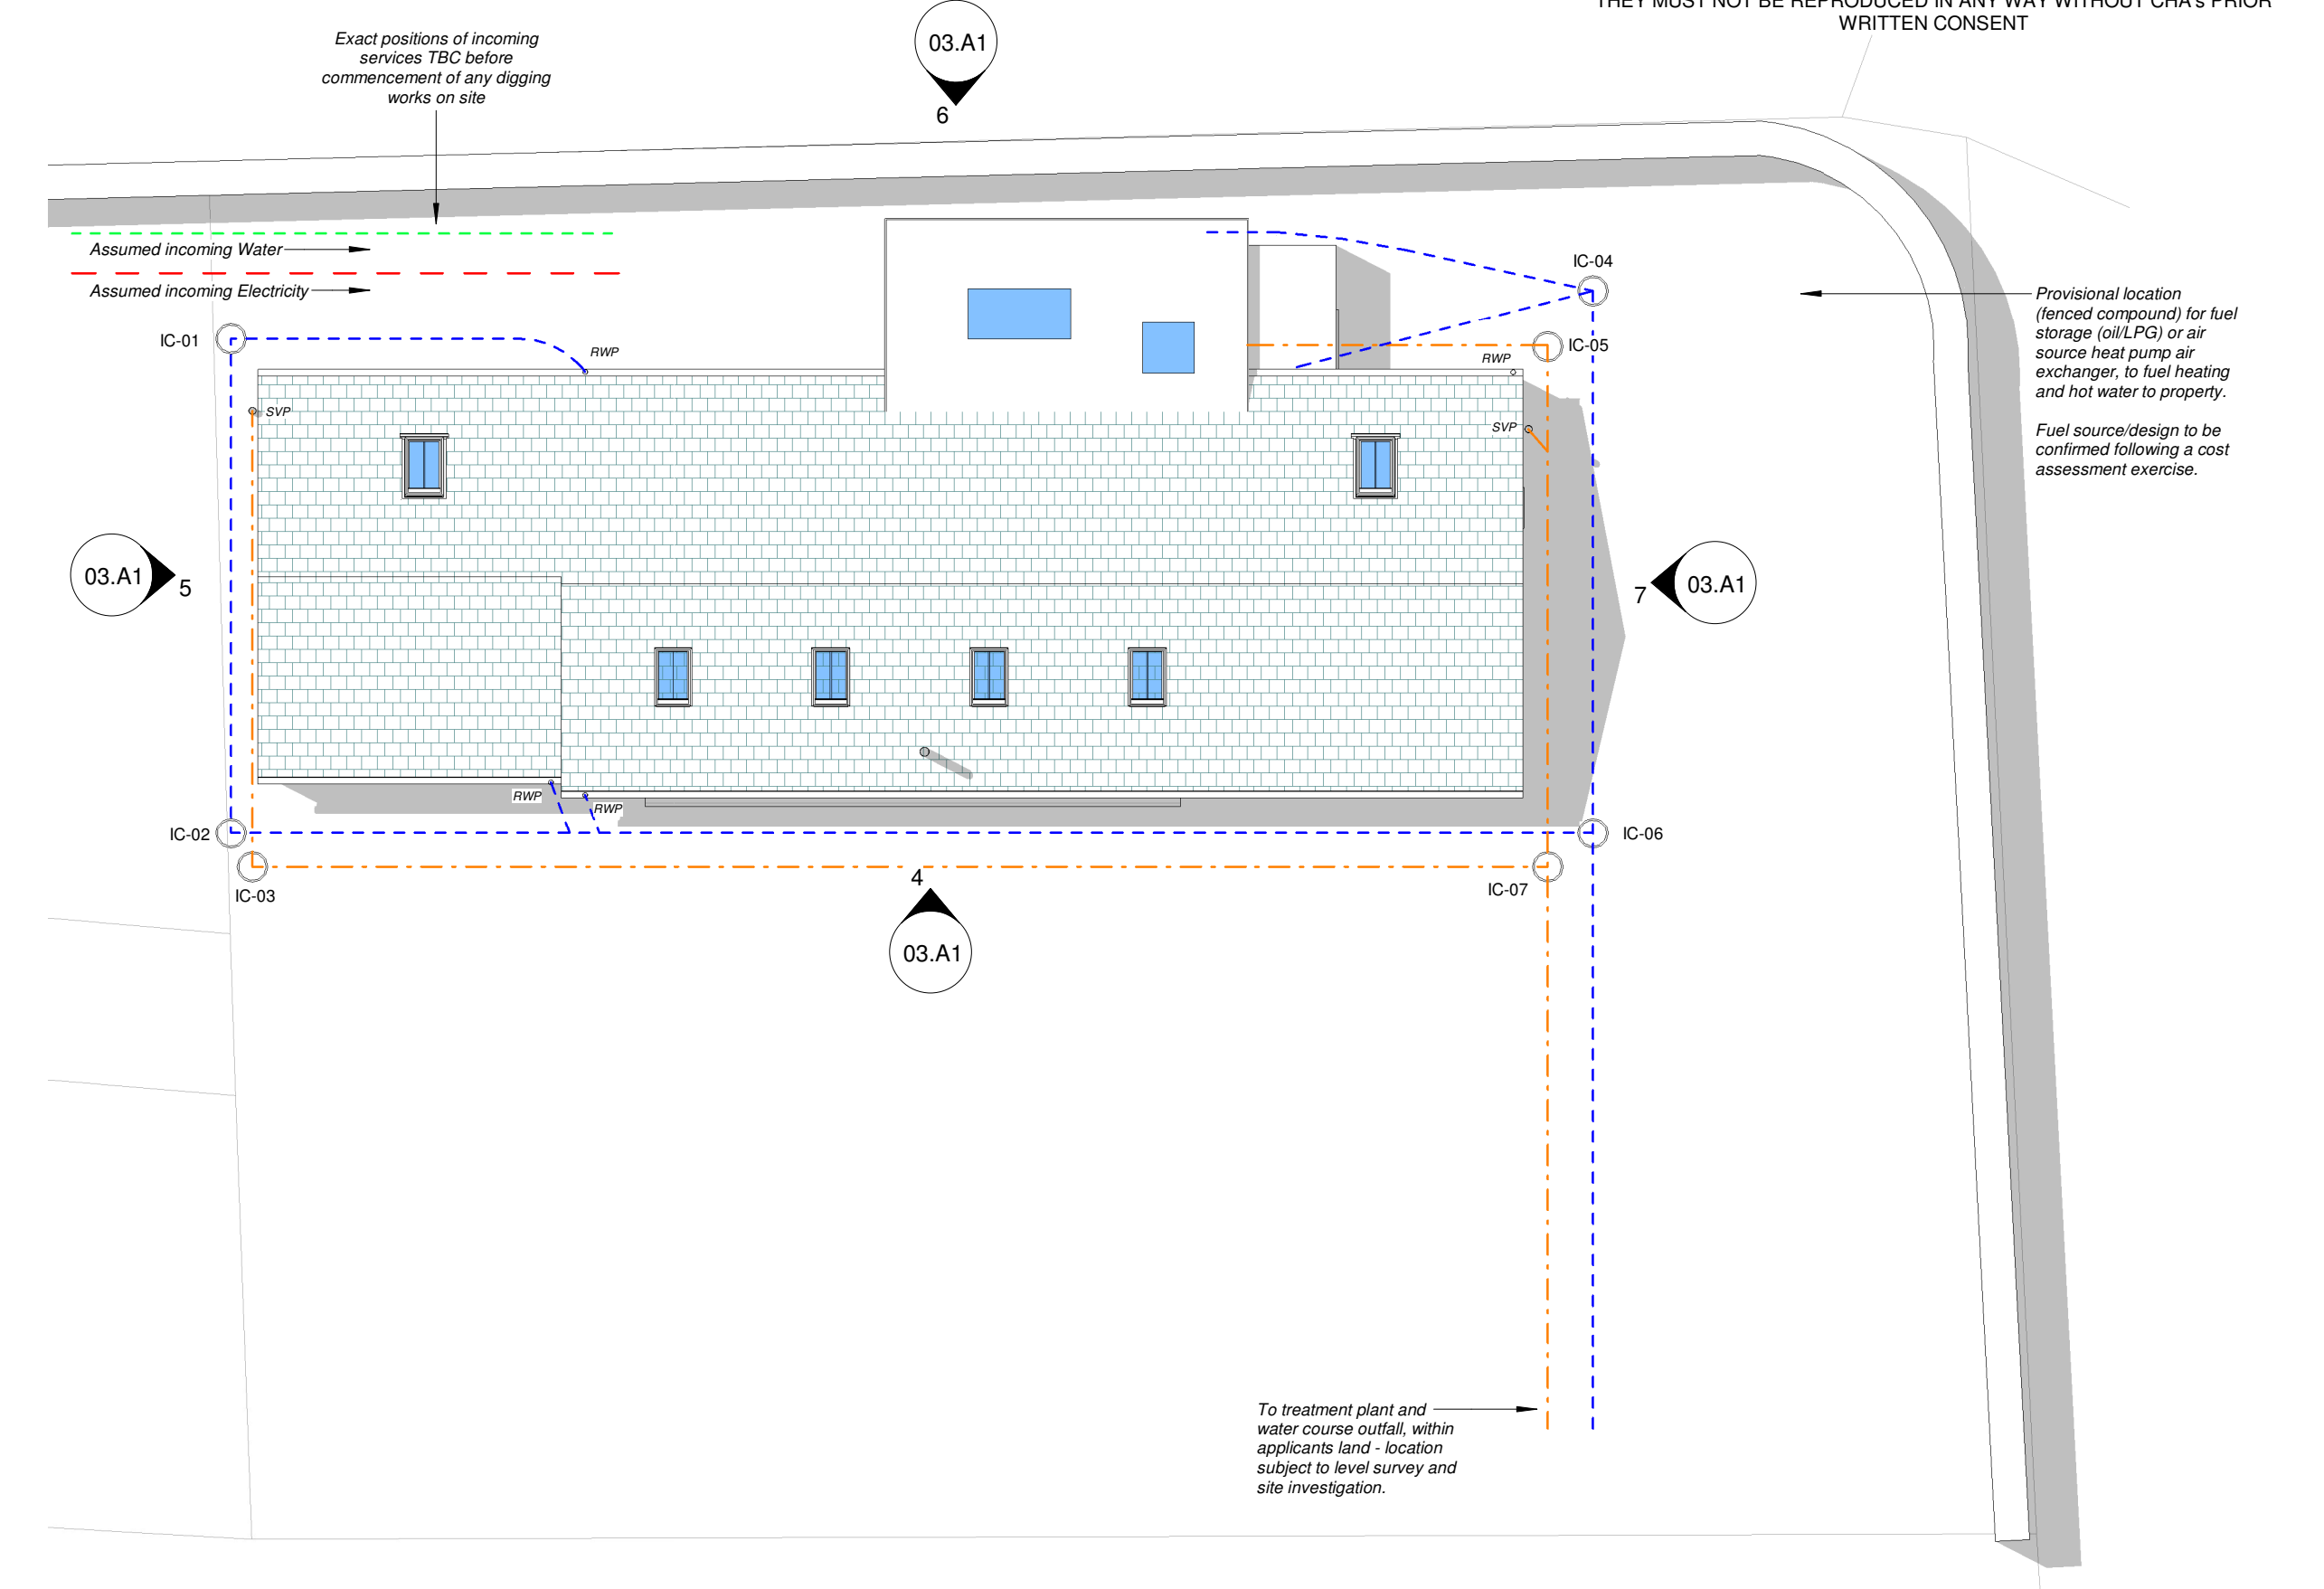 THEY MUST NOT BE REPRODUCED IN ANY WAY WITHOUT CHA's PRIOR
WRITTEN CONSENT
Exact positions of incoming
services TBC before
commencement of any digging
works on site
03.A1
6
Assumed incoming Water
Assumed incoming Electricity
IC-04
Provisional location
(fenced compound) for fuel
storage (oil/LPG) or air
source heat pump air
exchanger, to fuel heating
and hot water to property.
Fuel source/design to be
confirmed following a cost
assessment exercise.
IC-01
RWP
IC-05
RWP
SVP
SVP
03.A1
5
7
03.A1
RWP
RWP
IC-02
IC-06
IC-03
4
IC-07
03.A1
To treatment plant and
water course outfall, within
applicants land - location
subject to level survey and
site investigation.